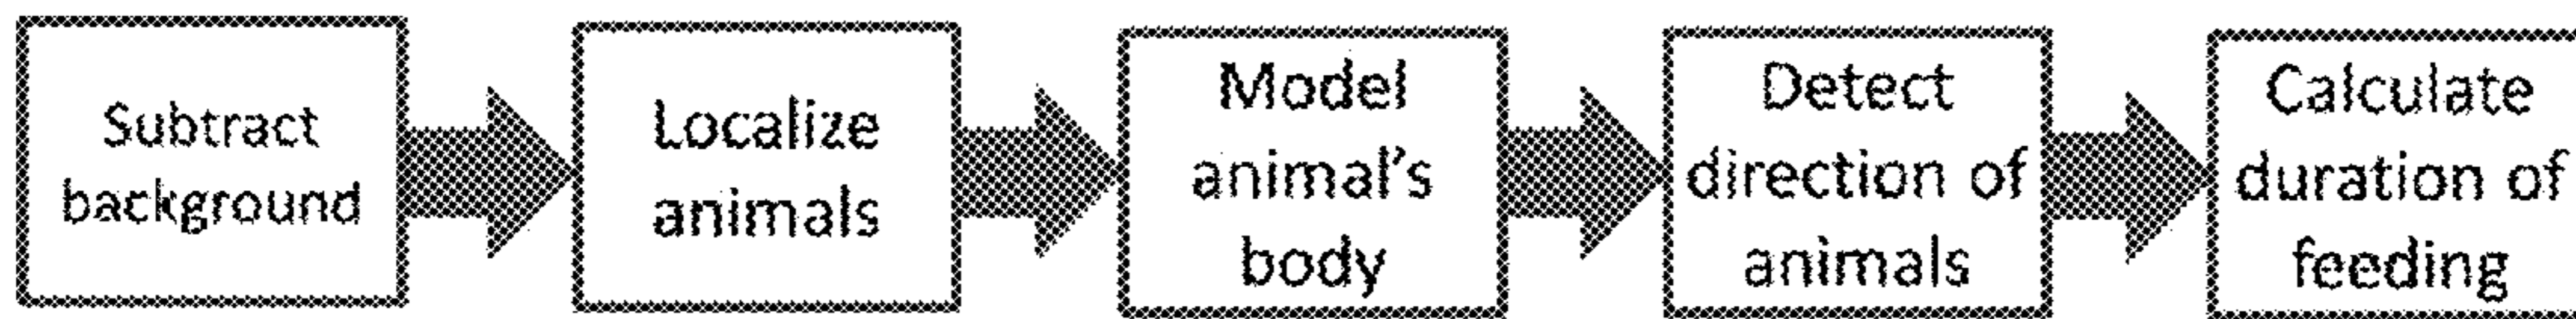 Subtract
background
Localize
animals
Model
animal's
body
Detect
direction of
animals
Calculate
duration of
feeding